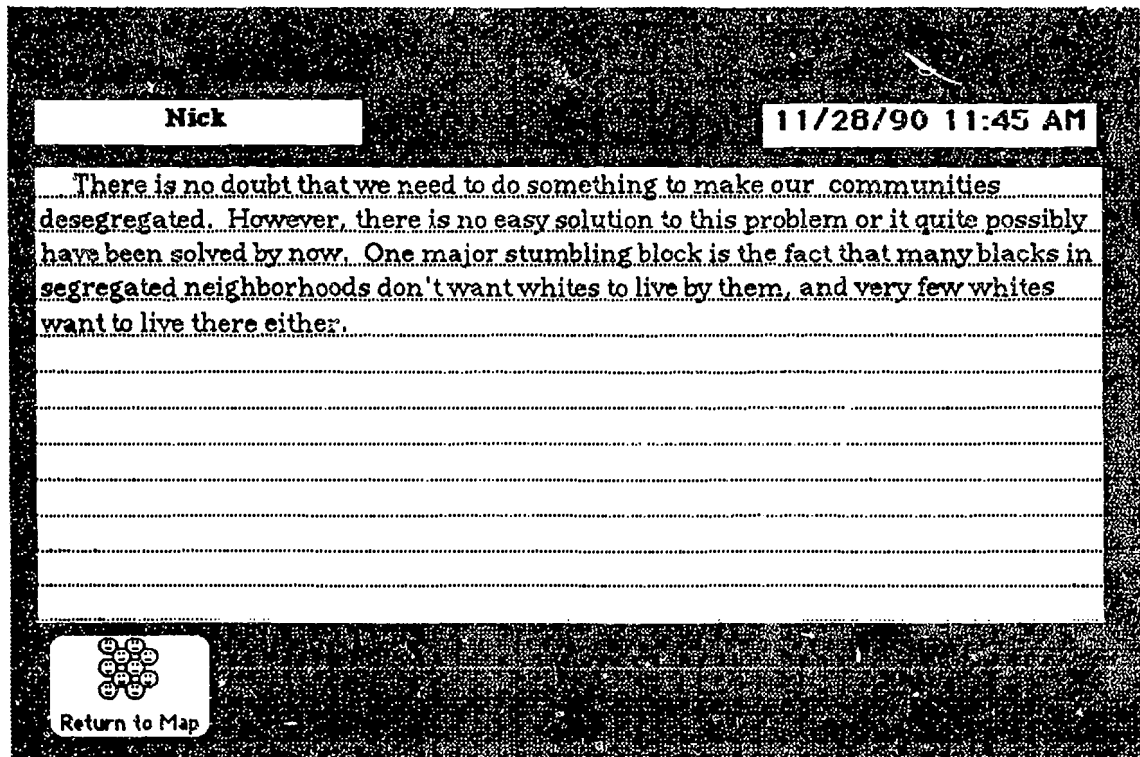 Nick
11/28/90 11:45 AM
There is no doubt that we need to do something to make our communities
desegregated. However, there is no easy solution to this problem or it quite possibly
have been solved by now. One major stumbling block is the fact that many blacks in
segregated neighborhoods don't want whites to live by them, and very few whites
want to live there either.
Return to Map